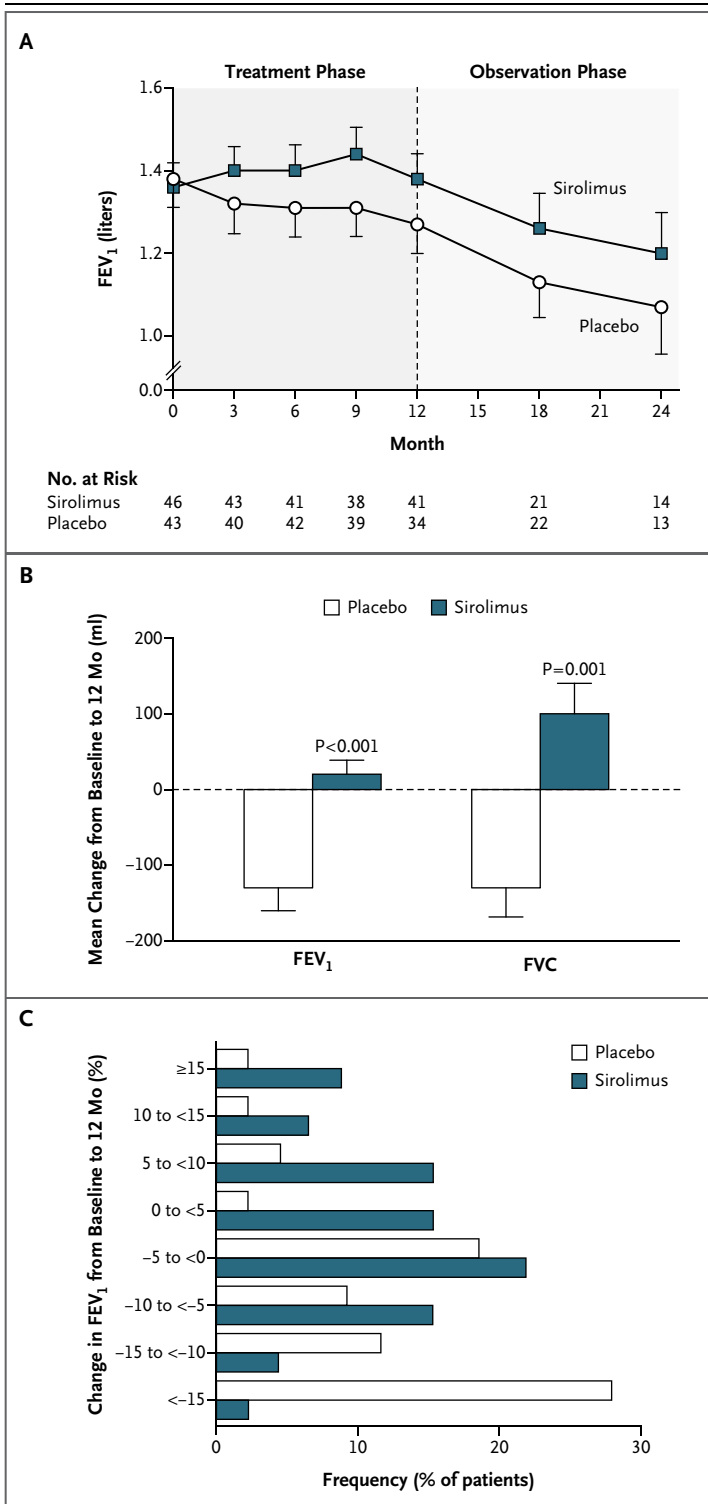 A
Treatment Phase
Observation Phase
1.6
1.4
1.2
1.0
0.0
FEV1 (liters)
Sirolimus
Placebo
0 3 6 9 12 15 18 21 24
Month
No. at Risk
Sirolimus 46 43 41 38 41 21 14
Placebo 43 40 42 39 34 22 13
B
Placebo
Sirolimus
Mean Change from Baseline to 12 Mo (ml)
200
100
0
–100
–200
P<0.001
P=0.001
FEV1
FVC
C
Placebo
Sirolimus
Change in FEV1 from Baseline to 12 Mo (%)
≥15
10 to <15
5 to <10
0 to <5
–5 to <0
–10 to <–5
–15 to <–10
<–15
0 10 20 30
Frequency (% of patients)